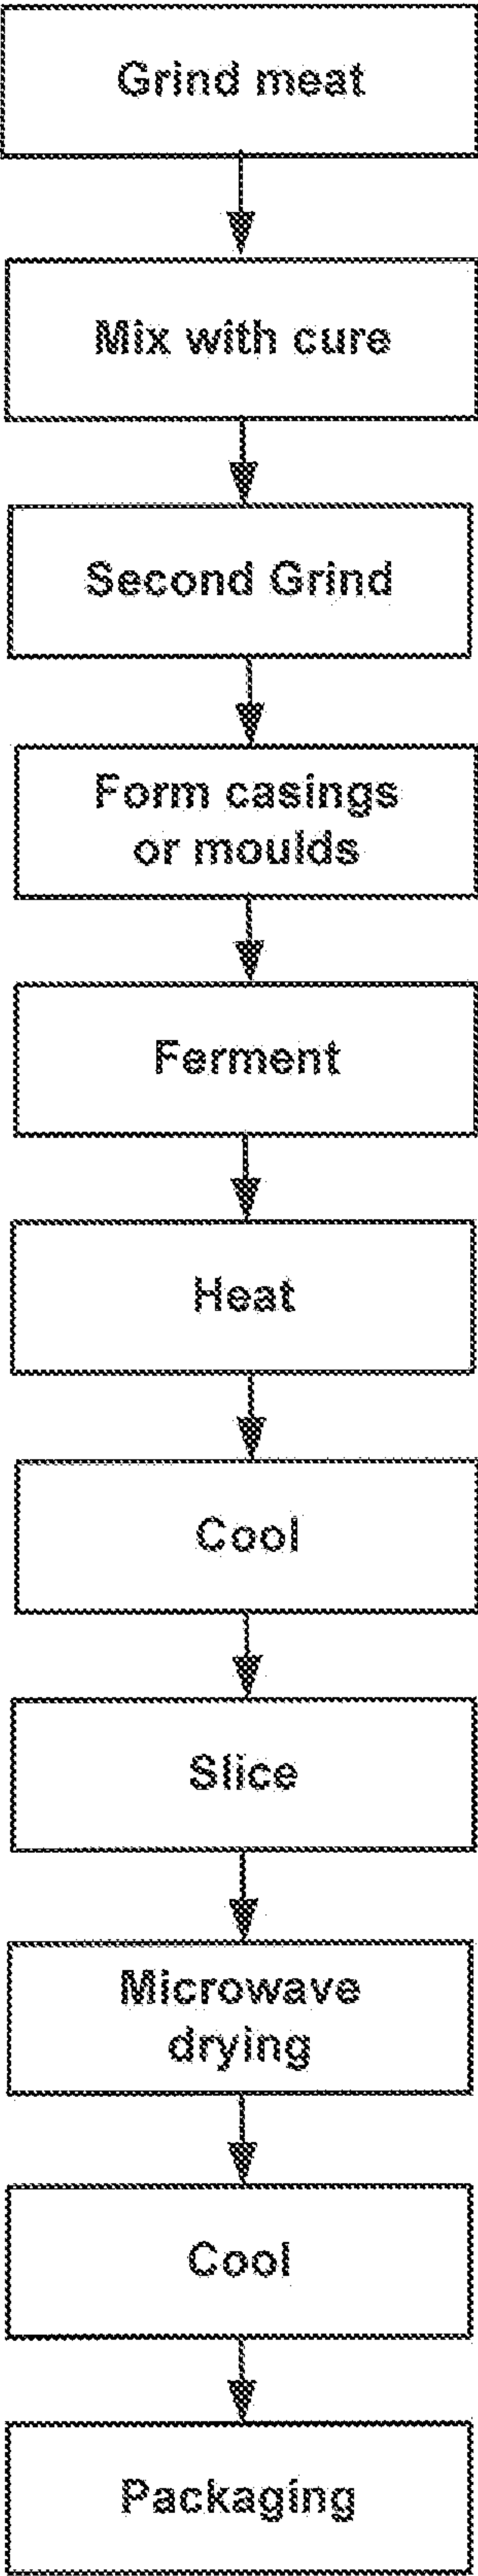 Grind meat
Mix with cure
Second Grind
Form casings
or moulds
Ferment
Heat
Cool
Slice
Microwave
drying
Cool
Packaging